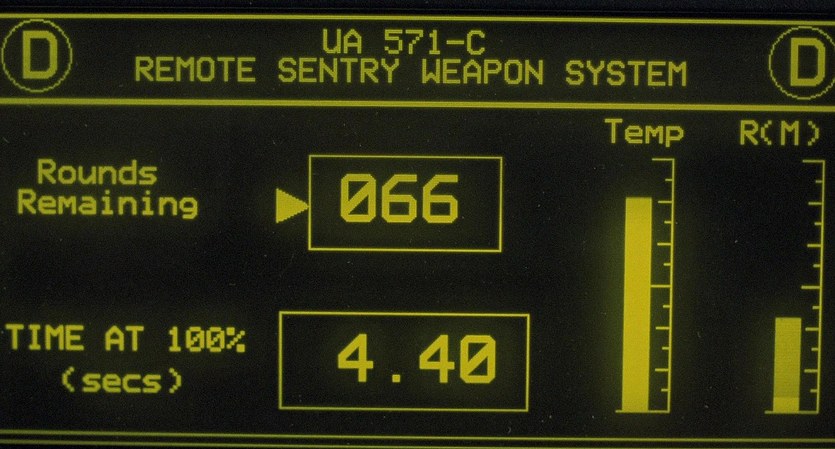 D
UA 571-C
D
REMOTE SENTRY WEAPON SYSTEM
Temp
R(M)
Rounds
Remaining
066
TIME AT 100%
(secs)
4.40